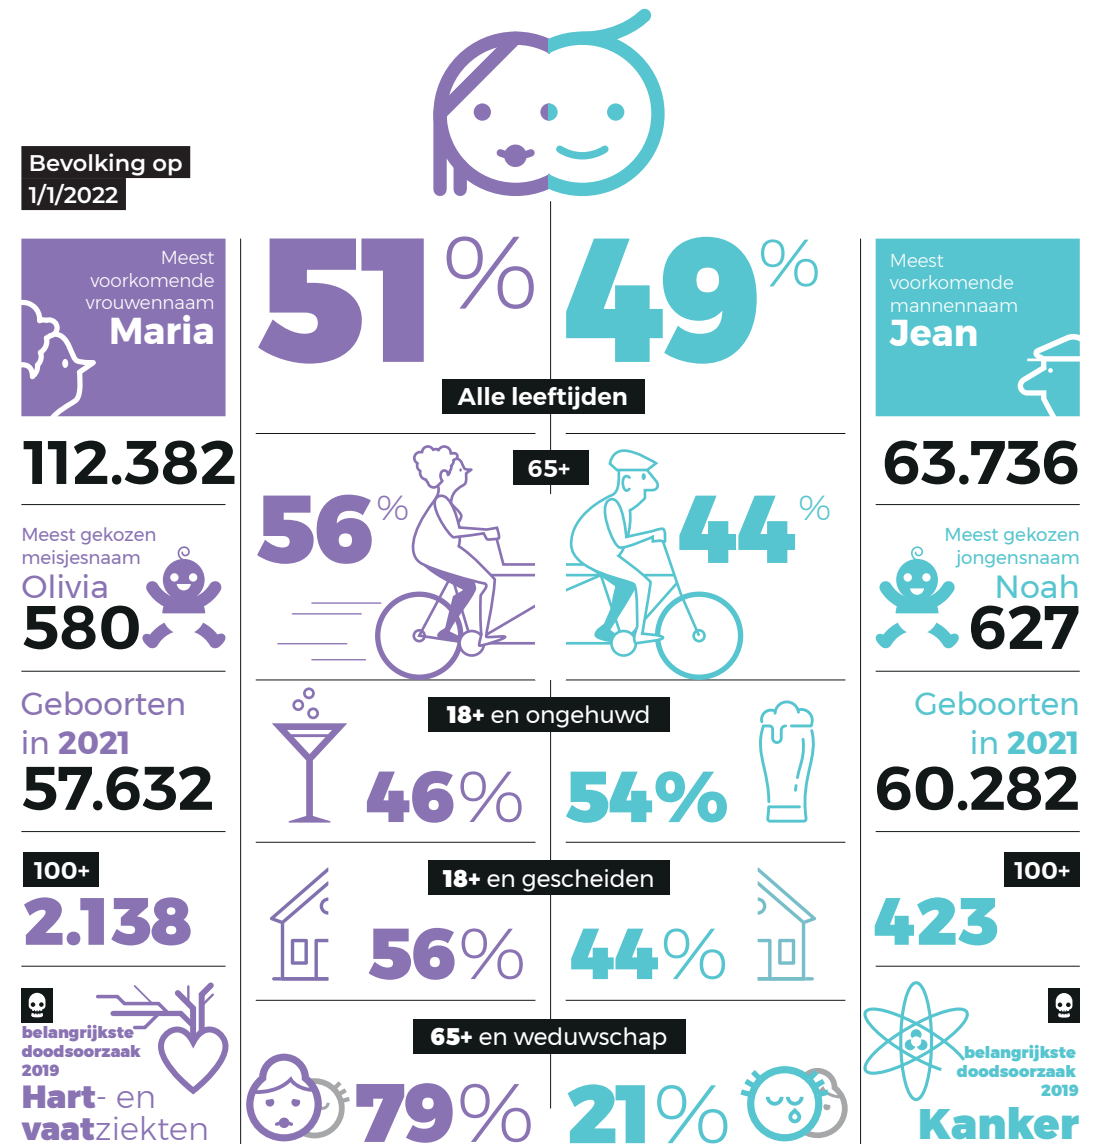 Bevolking op
1/1/2022
Meest
voorkomende
vrouwennaam
Maria
112.382
Meest gekozen
meisjesnaam
Olivia
580
Geboorten
in 2021
57.632
100+
2.138
belangrijkste
doodsoorzaak
2019
Hart- en
vaatziekten
51% 49%
Alle leeftijden
65+
56% 44%
18+ en ongehuwd
46% 54%
18+ en gescheiden
56% 44%
65+ en weduwschap
79% 21%
Meest
voorkomende
mannennaam
Jean
63.736
Meest gekozen
jongensnaam
Noah
627
Geboorten
in 2021
60.282
100+
423
belangrijkste
doodsoorzaak
2019
Kanker